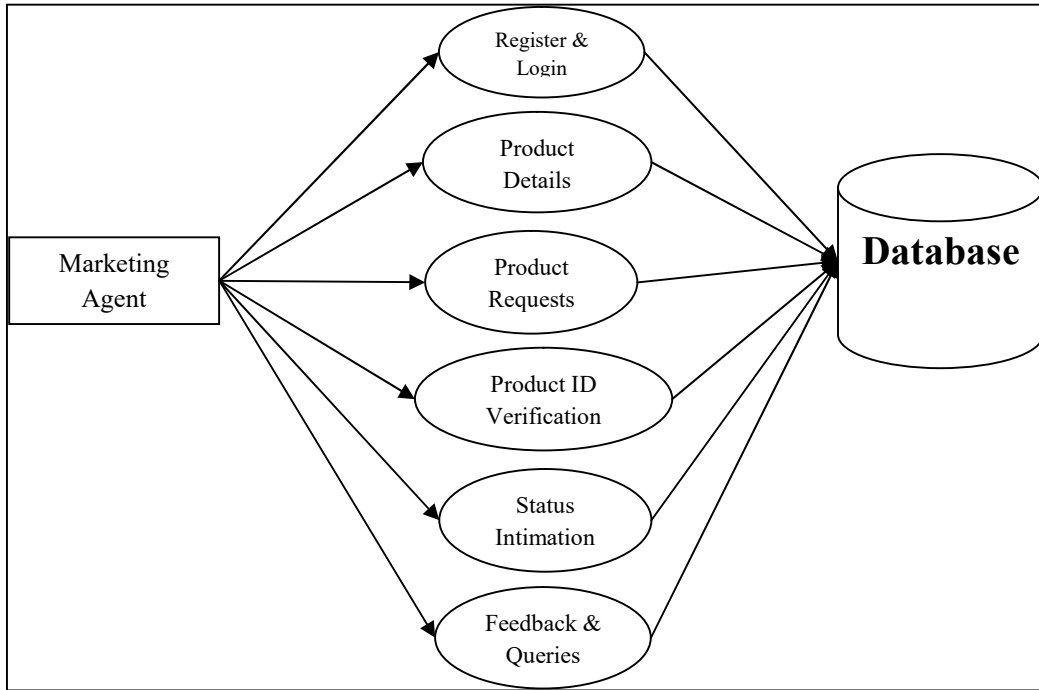 Register &
Login
Product
Details
Database
Marketing
Agent
Product
Requests
Product ID
Verification
Status
Intimation
Feedback &
Queries